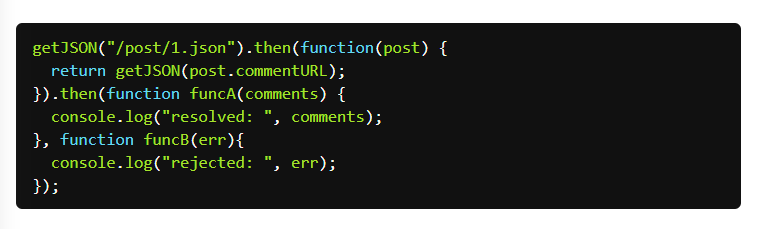 getJSON("/post/1.json").then(function(post) {
  return getJSON(post.commentURL);
}).then(function funcA(comments) {
  console.log("resolved: ", comments);
}, function funcB(err){
  console.log("rejected: ", err);
});